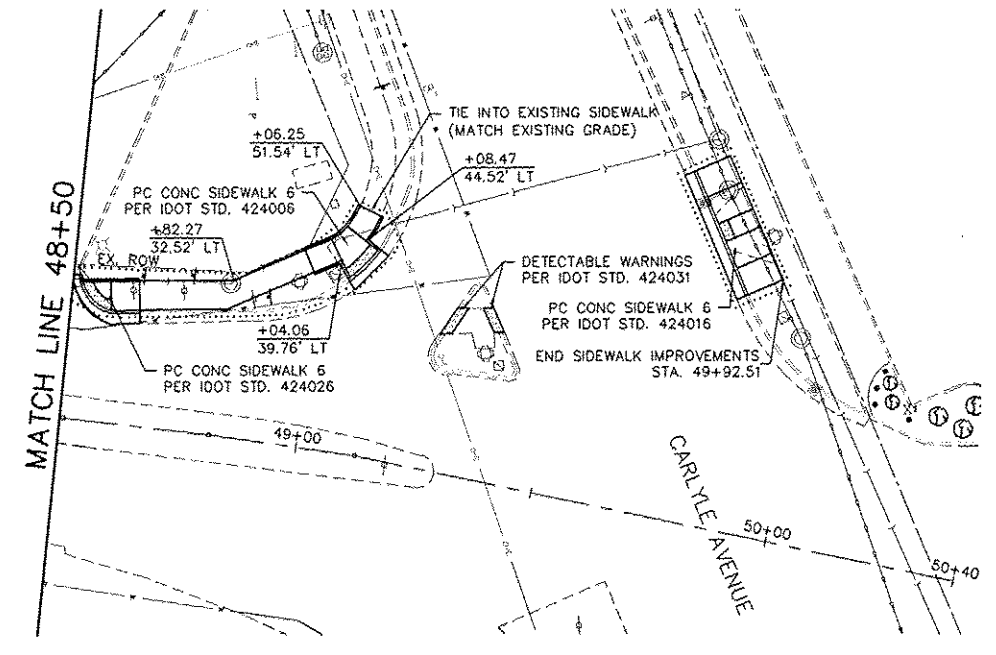 TIE INTO EXISTING SIDEWALK
(MATCH EXISTING GRADE)
+06.25
51.54' LT
+08.47
44.52' LT
PC CONC SIDEWALK 6
PER IDOT STD. 424006
+82.27
32.52' LT
EX. ROW
MATCH LINE 48+50
DETECTABLE WARNINGS
PER IDOT STD. 424031
PC CONC SIDEWALK 6
PER IDOT STD. 424016
+04.06
39.76' LT
END SIDEWALK IMPROVEMENTS
STA. 49+92.51
PC CONC SIDEWALK 6
PER IDOT STD. 424026
49+00
CARLYLE AVENUE
50+00
50+40